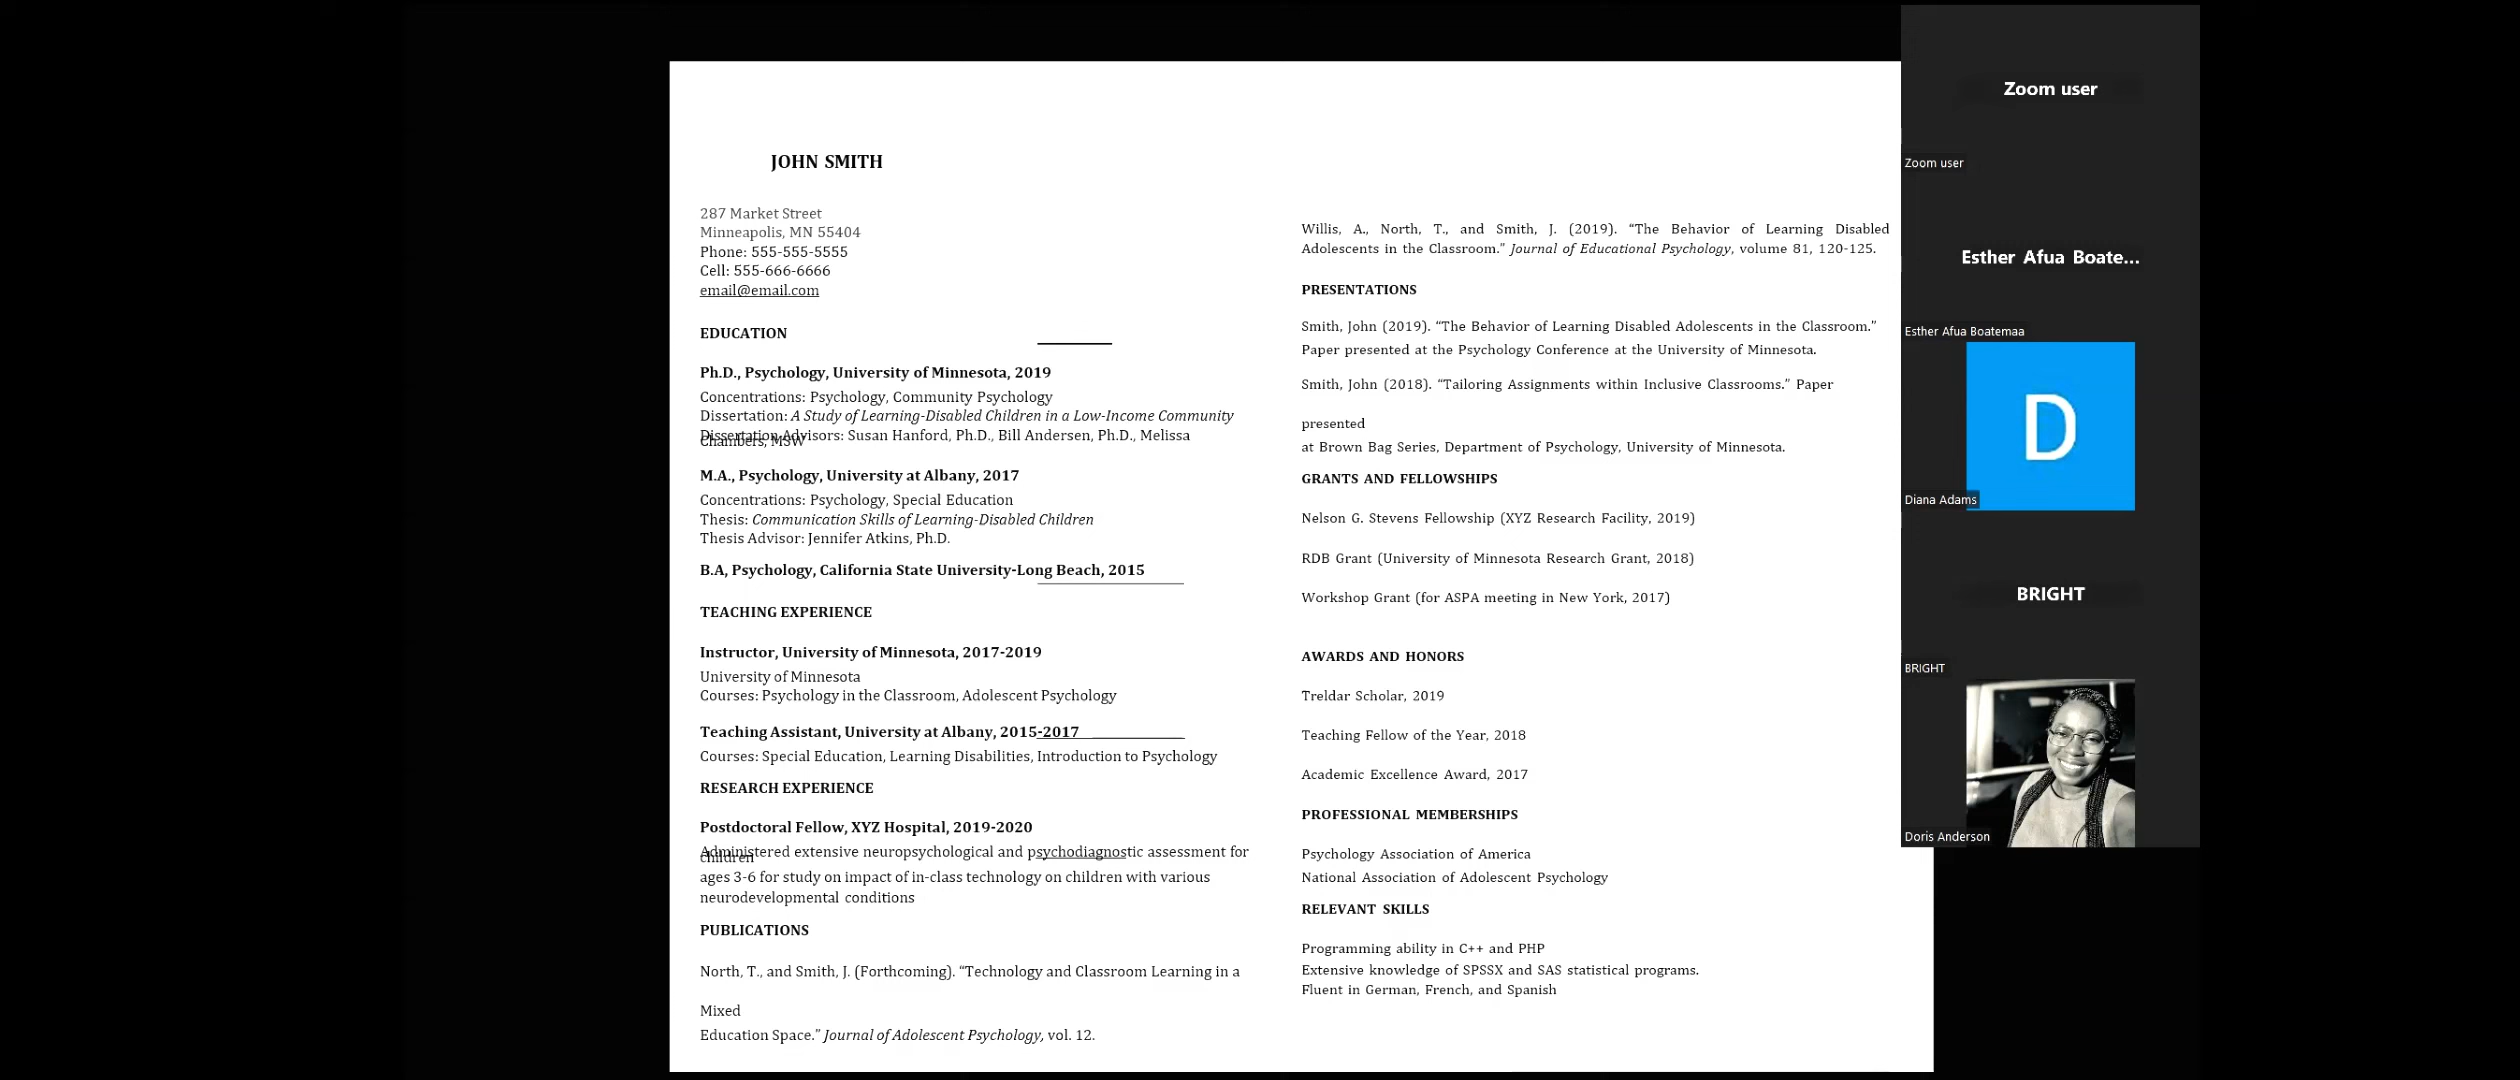 JOHN SMITH
287 Market Street
Minneapolis, MN 55404
Phone: 555-555-5555
Cell: 555-666-6666
email@email.com
EDUCATION
Ph.D., Psychology, University of Minnesota, 2019
Concentrations: Psychology, Community Psychology
Dissertation: A Study of Learning-Disabled Children in a Low-Income Community
Dissertation Advisors: Susan Hanford, Ph.D., Bill Andersen, Ph.D., Melissa
Chambers, MSW
M.A., Psychology, University at Albany, 2017
Concentrations: Psychology, Special Education
Thesis: Communication Skills of Learning-Disabled Children
Thesis Advisor: Jennifer Atkins, Ph.D.
B.A, Psychology, California State University-Long Beach, 2015
TEACHING EXPERIENCE
Instructor, University of Minnesota, 2017-2019
University of Minnesota
Courses: Psychology in the Classroom, Adolescent Psychology
Teaching Assistant, University at Albany, 2015-2017
Courses: Special Education, Learning Disabilities, Introduction to Psychology
RESEARCH EXPERIENCE
Postdoctoral Fellow, XYZ Hospital, 2019-2020
Administered extensive neuropsychological and psychodiagnostic assessment for
children
ages 3-6 for study on impact of in-class technology on children with various
neurodevelopmental conditions
PUBLICATIONS
North, T., and Smith, J. (Forthcoming). “Technology and Classroom Learning in a
Mixed
Education Space.” Journal of Adolescent Psychology, vol. 12.
Willis, A., North, T., and Smith, J. (2019). “The Behavior of Learning Disabled
Adolescents in the Classroom.” Journal of Educational Psychology, volume 81, 120-125.
PRESENTATIONS
Smith, John (2019). “The Behavior of Learning Disabled Adolescents in the Classroom.”
Paper presented at the Psychology Conference at the University of Minnesota.
Smith, John (2018). “Tailoring Assignments within Inclusive Classrooms.” Paper
presented
at Brown Bag Series, Department of Psychology, University of Minnesota.
GRANTS AND FELLOWSHIPS
Nelson G. Stevens Fellowship (XYZ Research Facility, 2019)
RDB Grant (University of Minnesota Research Grant, 2018)
Workshop Grant (for ASPA meeting in New York, 2017)
AWARDS AND HONORS
Treldar Scholar, 2019
Teaching Fellow of the Year, 2018
Academic Excellence Award, 2017
PROFESSIONAL MEMBERSHIPS
Psychology Association of America
National Association of Adolescent Psychology
RELEVANT SKILLS
Programming ability in C++ and PHP
Extensive knowledge of SPSSX and SAS statistical programs.
Fluent in German, French, and Spanish
Zoom user
Zoom user
Esther Afua Boate...
Esther Afua Boatemaa
D
Diana Adams
BRIGHT
BRIGHT
Doris Anderson